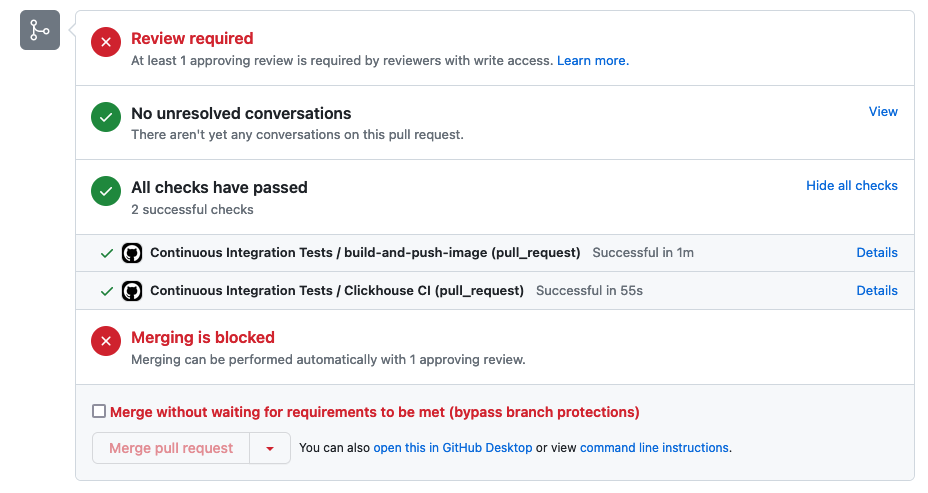 Review required
At least 1 approving review is required by reviewers with write access. Learn more.
No unresolved conversations
View
There aren't yet any conversations on this pull request.
All checks have passed
Hide all checks
2 successful checks
Continuous Integration Tests / build-and-push-image (pull_request) Successful in 1m Details
Continuous Integration Tests / Clickhouse CI (pull_request) Successful in 55s Details
Merging is blocked
Merging can be performed automatically with 1 approving review.
Merge without waiting for requirements to be met (bypass branch protections)
Merge pull request You can also open this in GitHub Desktop or view command line instructions.